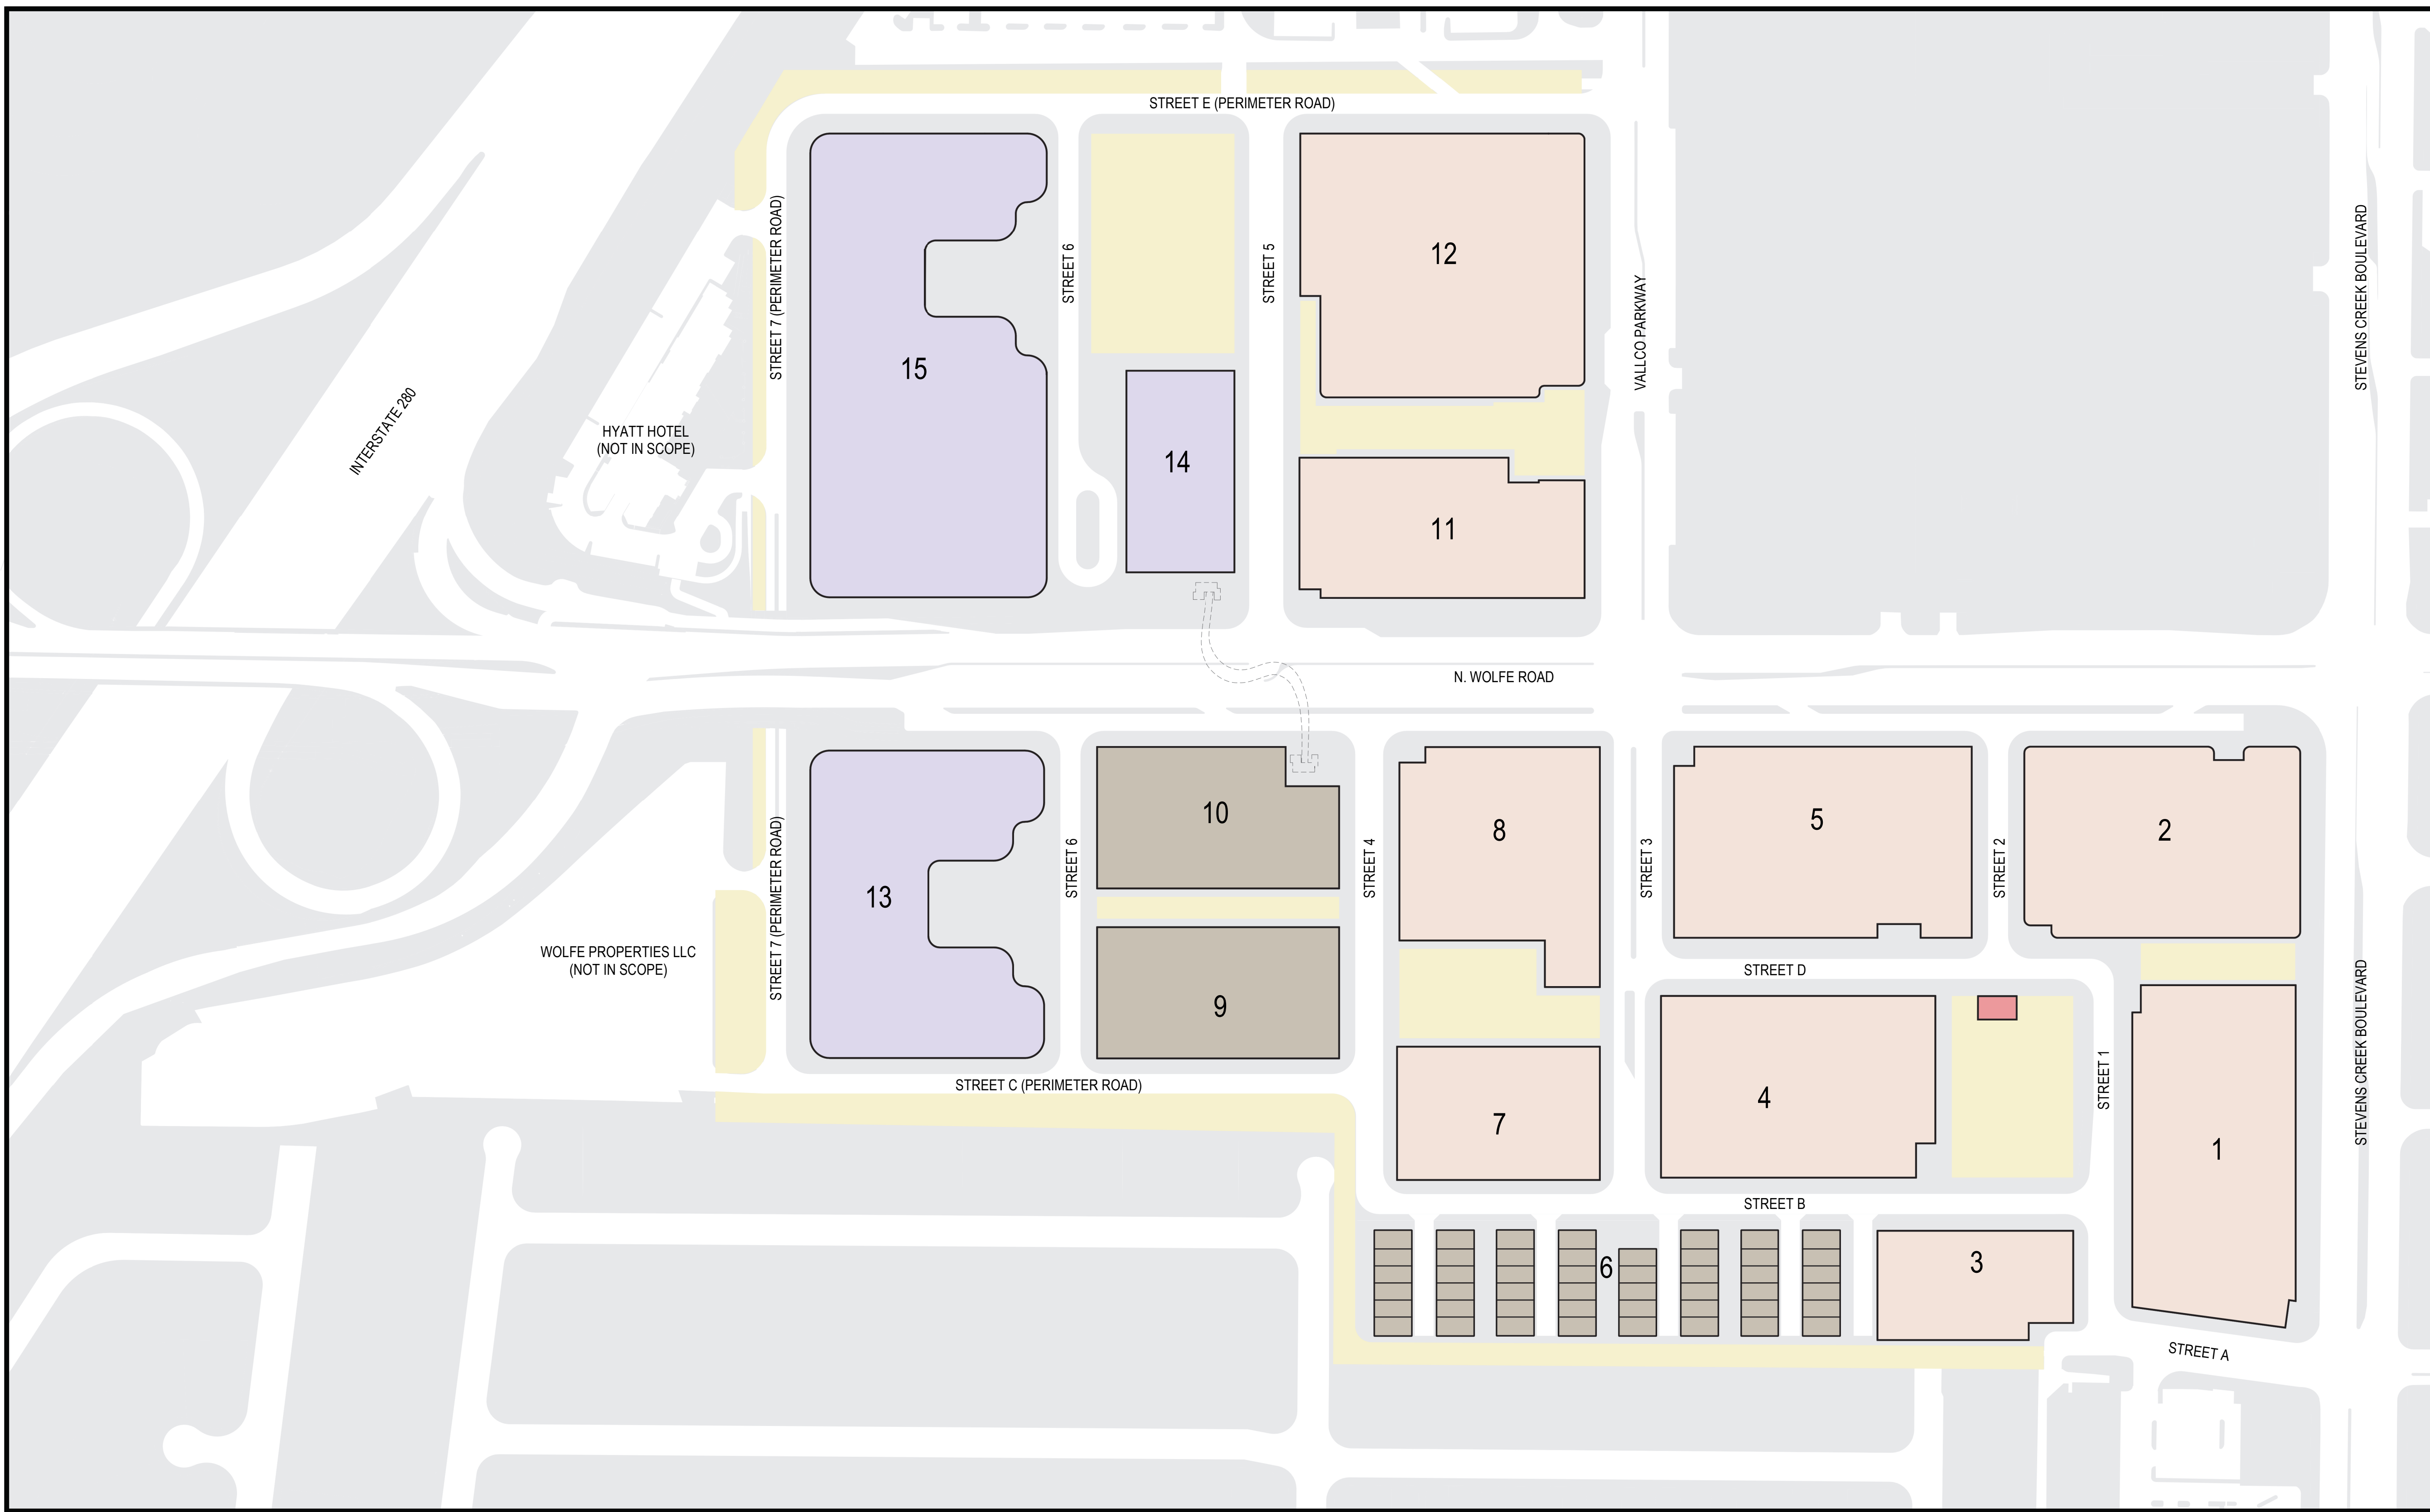 STREET E (PERIMETER ROAD)
STREET 7 (PERIMETER ROAD)
STREET 6
STREET 5
12
VALLCO PARKWAY
STEVENS CREEK BOULEVARD
15
INTERSTATE 280
HYATT HOTEL
(NOT IN SCOPE)
14
11
N. WOLFE ROAD
10
8
5
2
STREET 7 (PERIMETER ROAD)
STREET 6
STREET 4
STREET 3
STREET 2
13
WOLFE PROPERTIES LLC
(NOT IN SCOPE)
9
STREET D
STEVENS CREEK BOULEVARD
STREET C (PERIMETER ROAD)
7
4
STREET 1
1
STREET B
6
3
STREET A